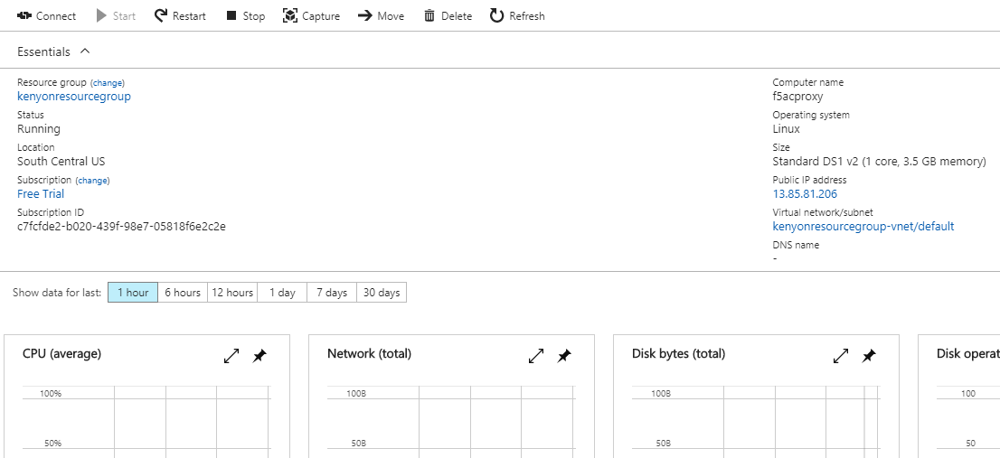 Connect Start Restart Stop Capture Move Delete Refresh
Essentials
Resource group (change)
kenyonresourcegroup
Status
Running
Location
South Central US
Subscription (change)
Free Trial
Subscription ID
c7fcfde2-b020-439f-98e7-05818f6e2c2e
Computer name
f5acproxy
Operating system
Linux
Size
Standard DS1 v2 (1 core, 3.5 GB memory)
Public IP address
13.85.81.206
Virtual network/subnet
kenyonresourcegroup-vnet/default
DNS name
-
Show data for last: 1 hour 6 hours 12 hours 1 day 7 days 30 days
CPU (average)
100%
50%
Network (total)
100B
50B
Disk bytes (total)
100B
50B
Disk operat
100
50